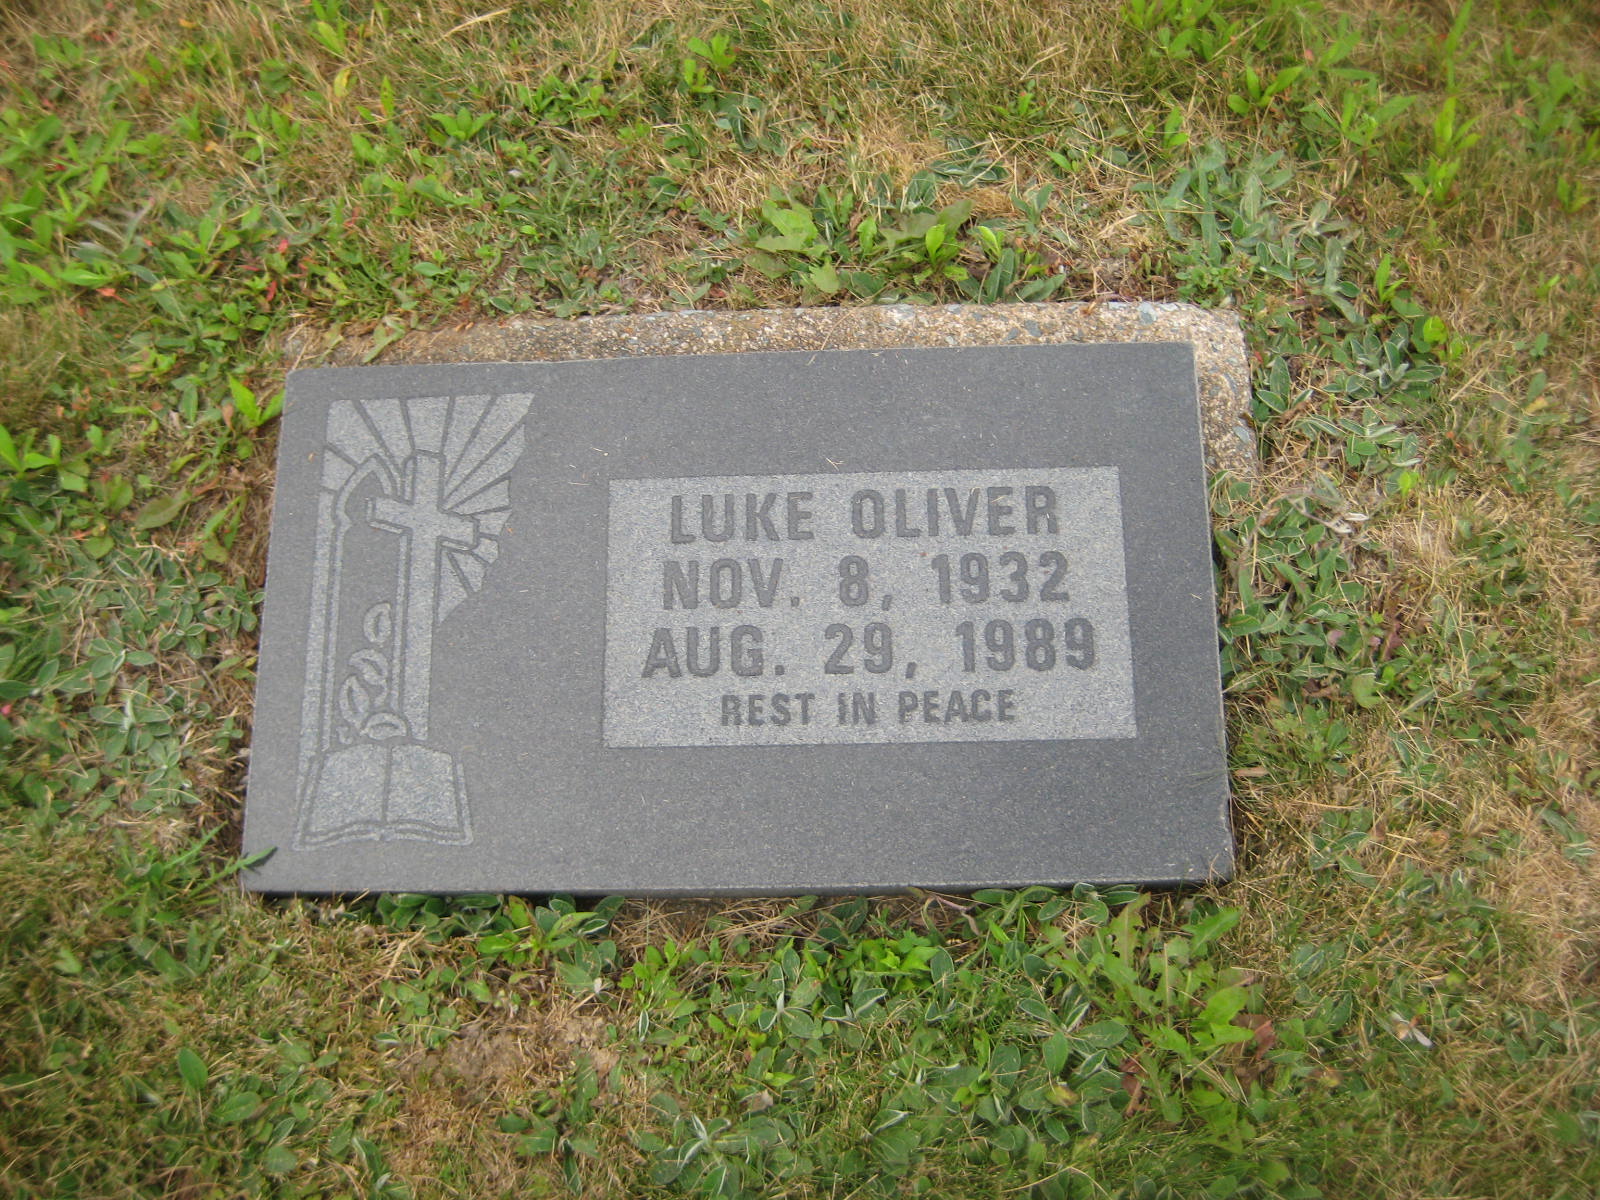 LUKE OLIVER
NOV. 8, 1932
AUG. 29, 1989
REST IN PEACE